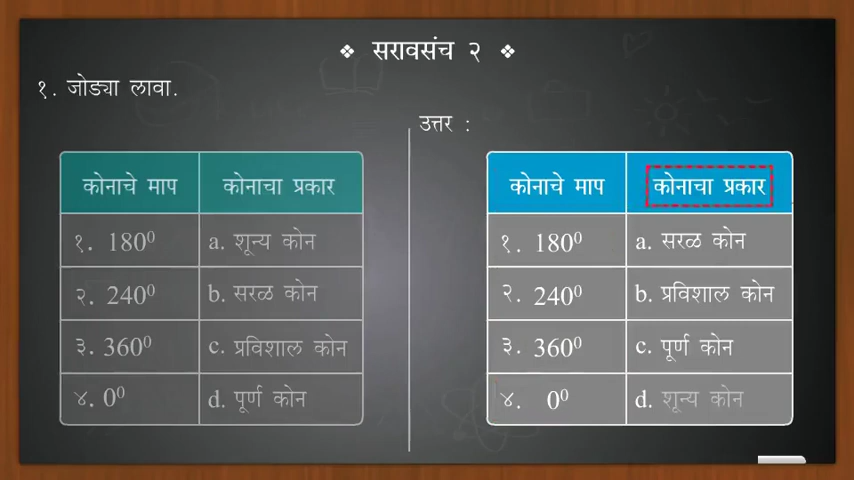 ❖ सरावसंच २ ❖
१. जोड्या लावा.
कोनाचे माप कोनाचा प्रकार
१. 180⁰ a. शून्य कोन
२. 240⁰ b. सरळ कोन
३. 360⁰ c. प्रविशाल कोन
४. 0⁰ d. पूर्ण कोन
उत्तर :
कोनाचे माप कोनाचा प्रकार
१. 180⁰ a. सरळ कोन
२. 240⁰ b. प्रविशाल कोन
३. 360⁰ c. पूर्ण कोन
४. 0⁰ d. शून्य कोन